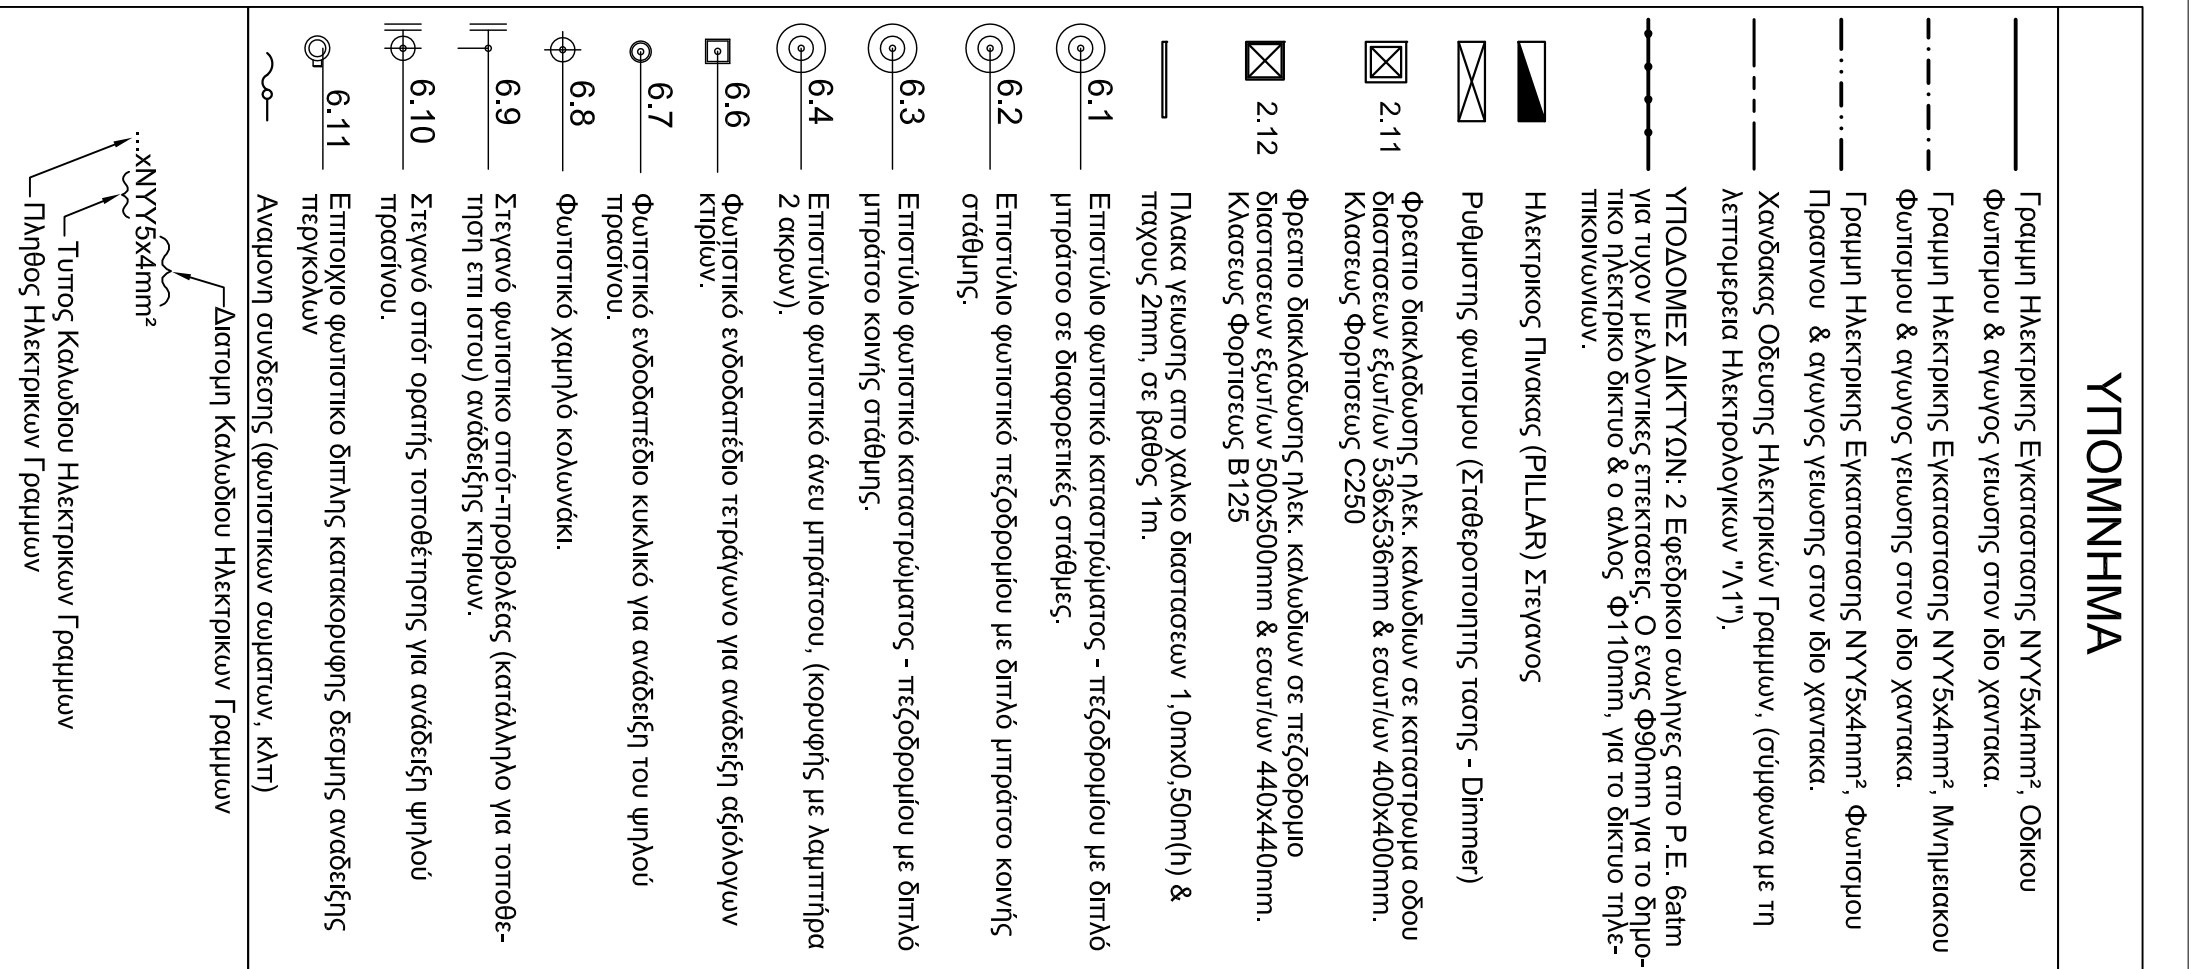 ΥΠΟΜΝΗΜΑ
Γραμμη Ηλεκτρικης Εγκαταστασης NYY5x4mm², Οδικου
Φωτισμου & αγωγος γειωσης στον ιδιο χαντακα.
Γραμμη Ηλεκτρικης Εγκαταστασης NYY5x4mm², Μνημειακου
Φωτισμου & αγωγος γειωσης στον ιδιο χαντακα.
Γραμμη Ηλεκτρικης Εγκαταστασης NYY5x4mm², Φωτισμου
Πρασινου & αγωγος γειωσης στον ιδιο χαντακα.
Χανδακας Οδευσης Ηλεκτρικών Γραμμων, (σύμφωνα με τη
λεπτομερεια Ηλεκτρολογικων "Λ1").
ΥΠΟΔΟΜΕΣ ΔΙΚΤΥΩΝ: 2 Εφεδρικοι σωληνες απο P.E. 6atm
για τυχον μελλοντικες επεκτασεις. Ο ενας Φ90mm για το δημο-
τικο ηλεκτρικο δικτυο & ο αλλος Φ110mm, για το δικτυο τηλε-
πικοινωνιων.
Ηλεκτρικος Πινακας (PILLAR) Στεγανος
Ρυθμιστης φωτισμου (Σταθεροποιητης τασης - Dimmer)
2.11
Φρεατιο διακλαδωσης ηλεκ. καλωδιων σε καταστρωμα οδου
διαστασεων εξωτ/ων 536x536mm & εσωτ/ων 400x400mm.
Κλασεως Φορτισεως C250
2.12
Φρεατιο διακλαδωσης ηλεκ. καλωδιων σε πεζοδρομιο
διαστασεων εξωτ/ων 500x500mm & εσωτ/ων 440x440mm.
Κλασεως Φορτισεως B125
Πλακα γειωσης απο χαλκο διαστασεων 1,0mx0,50m(h) &
παχους 2mm, σε βαθος 1m.
6.1
Επιστύλιο φωτιστικό καταστρώματος - πεζοδρομίου με διπλό
μπράτσο σε διαφορετικές στάθμες.
6.2
Επιστύλιο φωτιστικό πεζοδρομίου με διπλό μπράτσο κοινής
στάθμης.
6.3
Επιστύλιο φωτιστικό καταστρώματος - πεζοδρομίου με διπλό
μπράτσο κοινής στάθμης.
6.4
Επιστύλιο φωτιστικό άνευ μπράτσου, (κορυφής με λαμπτήρα
2 ακρων).
6.6
Φωτιστικό ενδοδαπέδιο τετράγωνο για ανάδειξη αξιόλογων
κτιρίων.
6.7
Φωτιστικό ενδοδαπέδιο κυκλικό για ανάδειξη του ψηλού
πρασίνου.
6.8
Φωτιστικό χαμηλό κολωνάκι.
6.9
Στεγανό φωτιστικο σπότ-προβολέας (κατάλληλο για τοποθε-
τηση επι ιστου) ανάδειξης κτιριων.
6.10
Στεγανό σπότ ορατής τοποθέτησης για ανάδειξη ψηλού
πρασίνου.
6.11
Επιτοιχιο φωτιστικο διπλης κατακορυφης δεσμης αναδειξης
περγκολων
Αναμονη συνδεσης (φωτιστικων σωματων, κλπ)
Διατομη Καλωδιου Ηλεκτρικων Γραμμων
...xNYY5x4mm²
Τυπος Καλωδιου Ηλεκτρικων Γραμμων
Πληθος Ηλεκτρικων Γραμμων